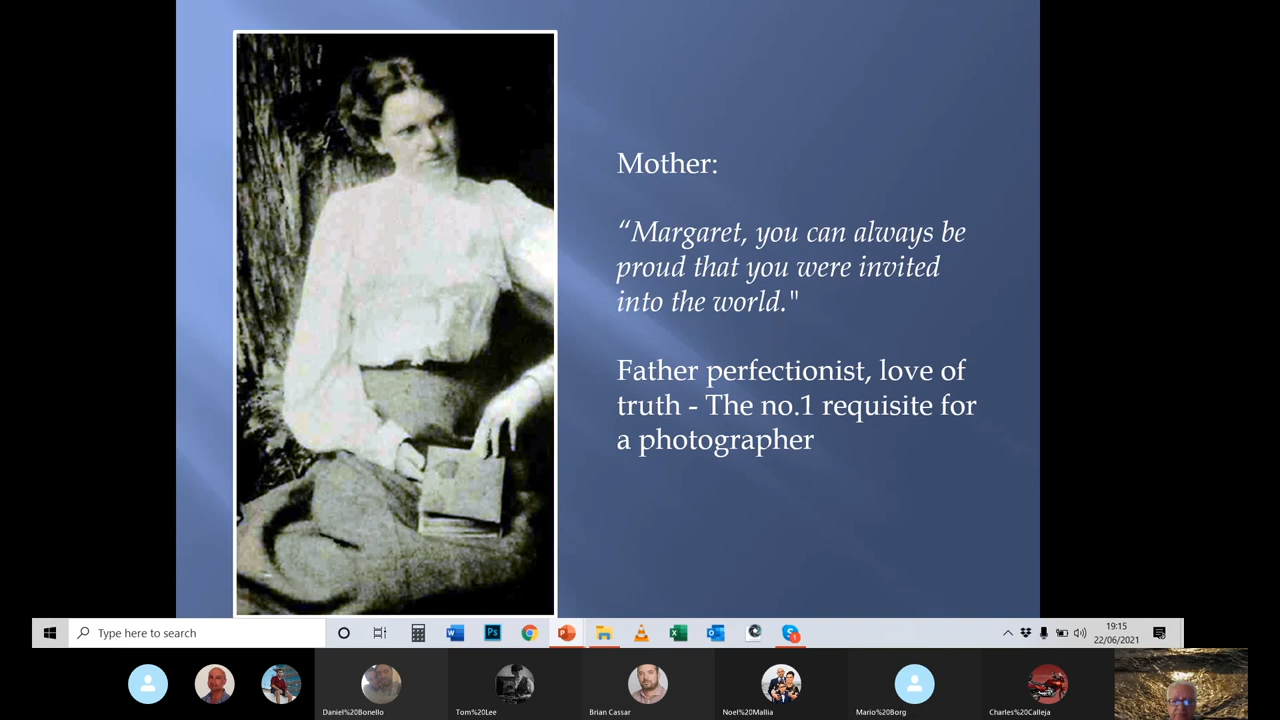 Mother:
“Margaret, you can always be
proud that you were invited
into the world."
Father perfectionist, love of
truth - The no.1 requisite for
a photographer
Type here to search
19:15
22/06/2021
Daniel%20Bonello
Tom%20Lee
Brian Cassar
Noel%20Mallia
Mario%20Borg
Charles%20Calleja